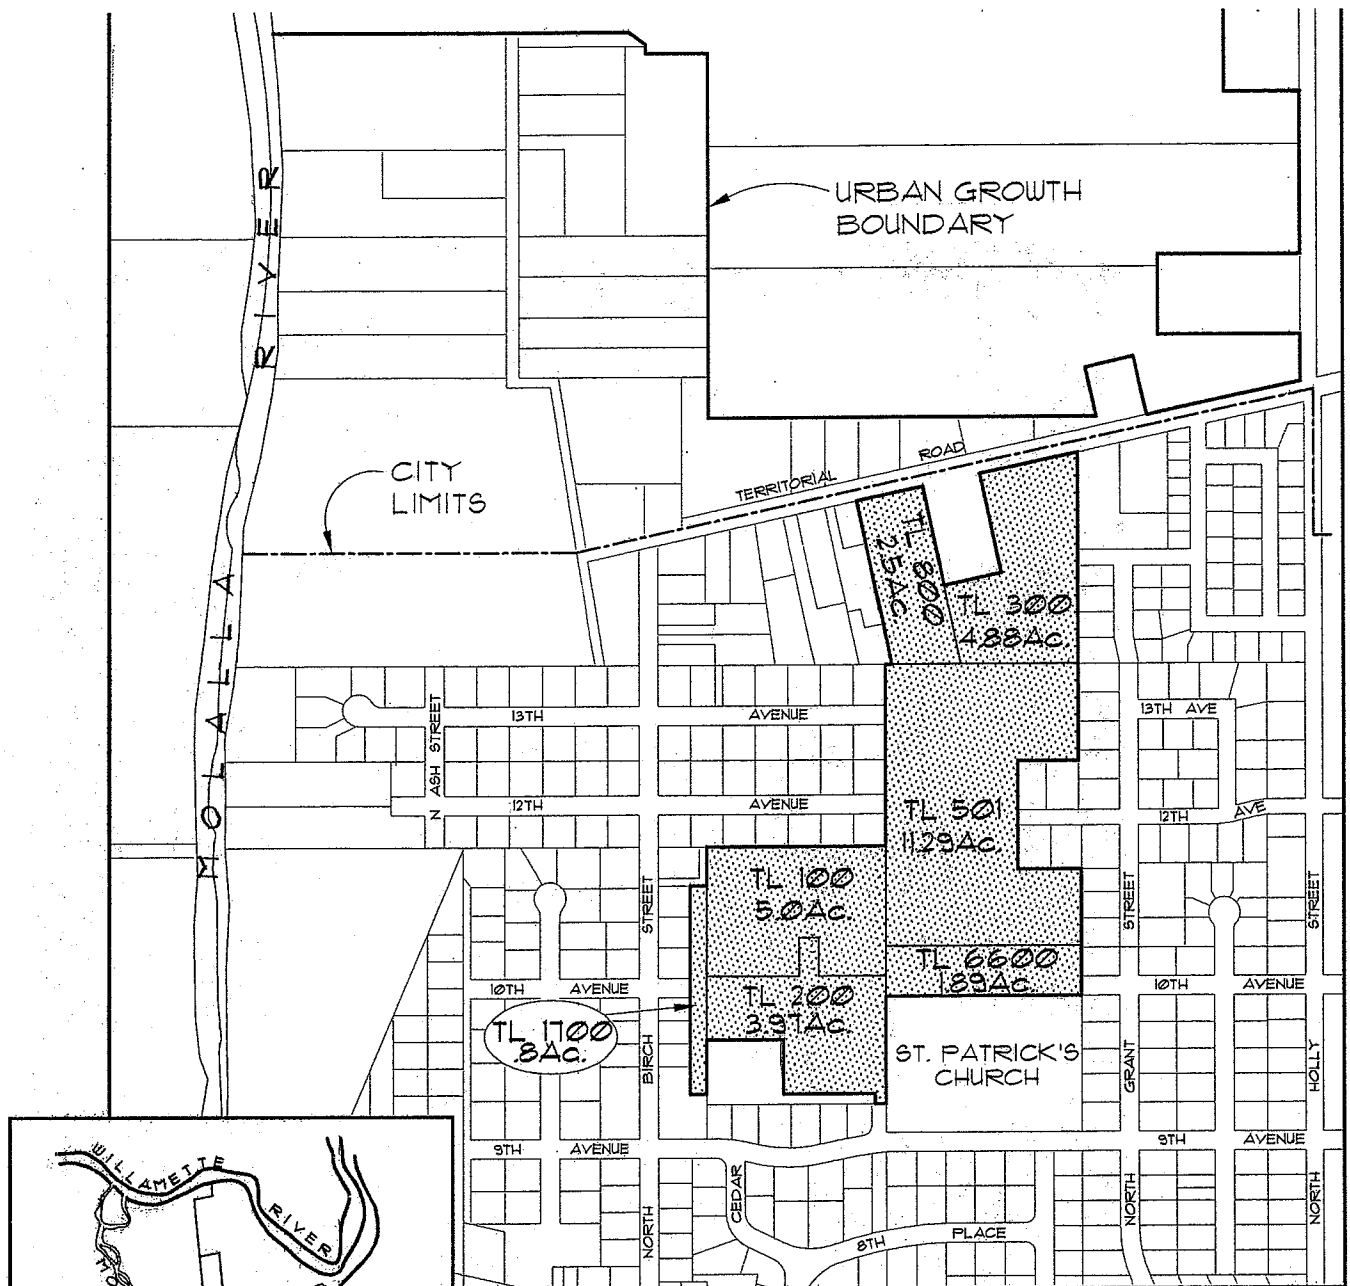 URBAN GROWTH
BOUNDARY
MOLALLA RIVER
CITY
LIMITS
TERRITORIAL ROAD
TL 800
2.5Ac.
TL 300
4.88Ac.
13TH AVENUE
N ASH STREET
12TH AVENUE
13TH AVE
12TH AVE
TL 501
11.29Ac.
TL 100
5.0Ac.
TL 6600
1.89Ac.
TL 200
3.97Ac.
TL 1700
.8Ac.
10TH AVENUE
10TH AVENUE
ST. PATRICK'S
CHURCH
NORTH BIRCH STREET
NORTH GRANT STREET
NORTH HOLLY STREET
9TH AVENUE
9TH AVENUE
CEDAR
8TH PLACE
WILLAMETTE
RIVER